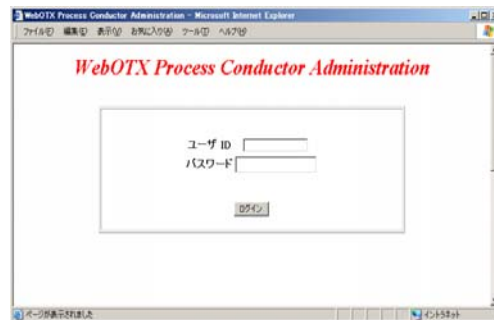 WebOTX Process Conductor Administration - Microsoft Internet Explorer
ファイル(F) 編集(E) 表示(V) お気に入り(A) ツール(T) ヘルプ(H)
WebOTX Process Conductor Administration
ユーザ ID
パスワード
ログイン
ページが表示されました
イントラネット